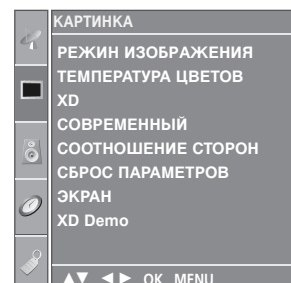 КАРТИНКА
РЕЖИН ИЗОБРАЖЕНИЯ
ТЕМПЕРАТУРА ЦВЕТОВ
XD
СОВРЕМЕННЫЙ
СООТНОШЕНИЕ СТОРОН
СБРОС ПАРАМЕТРОВ
ЭКРАН
XD Demo
▲▼ ◄► OK MENU